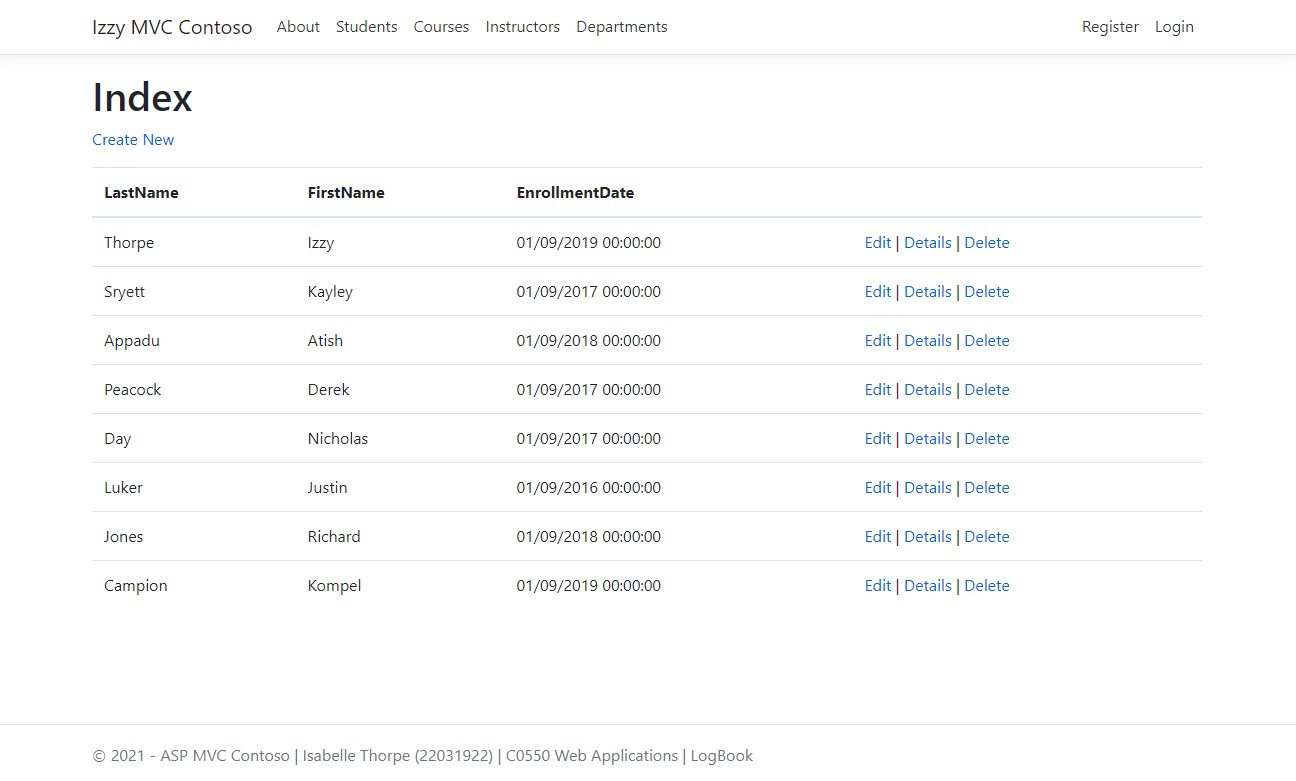 Izzy MVC Contoso About Students Courses Instructors Departments Register Login
Index
Create New
LastName FirstName EnrollmentDate
Thorpe Izzy 01/09/2019 00:00:00 Edit | Details | Delete
Sryett Kayley 01/09/2017 00:00:00 Edit | Details | Delete
Appadu Atish 01/09/2018 00:00:00 Edit | Details | Delete
Peacock Derek 01/09/2017 00:00:00 Edit | Details | Delete
Day Nicholas 01/09/2017 00:00:00 Edit | Details | Delete
Luker Justin 01/09/2016 00:00:00 Edit | Details | Delete
Jones Richard 01/09/2018 00:00:00 Edit | Details | Delete
Campion Kompel 01/09/2019 00:00:00 Edit | Details | Delete
© 2021 - ASP MVC Contoso | Isabelle Thorpe (22031922) | C0550 Web Applications | LogBook